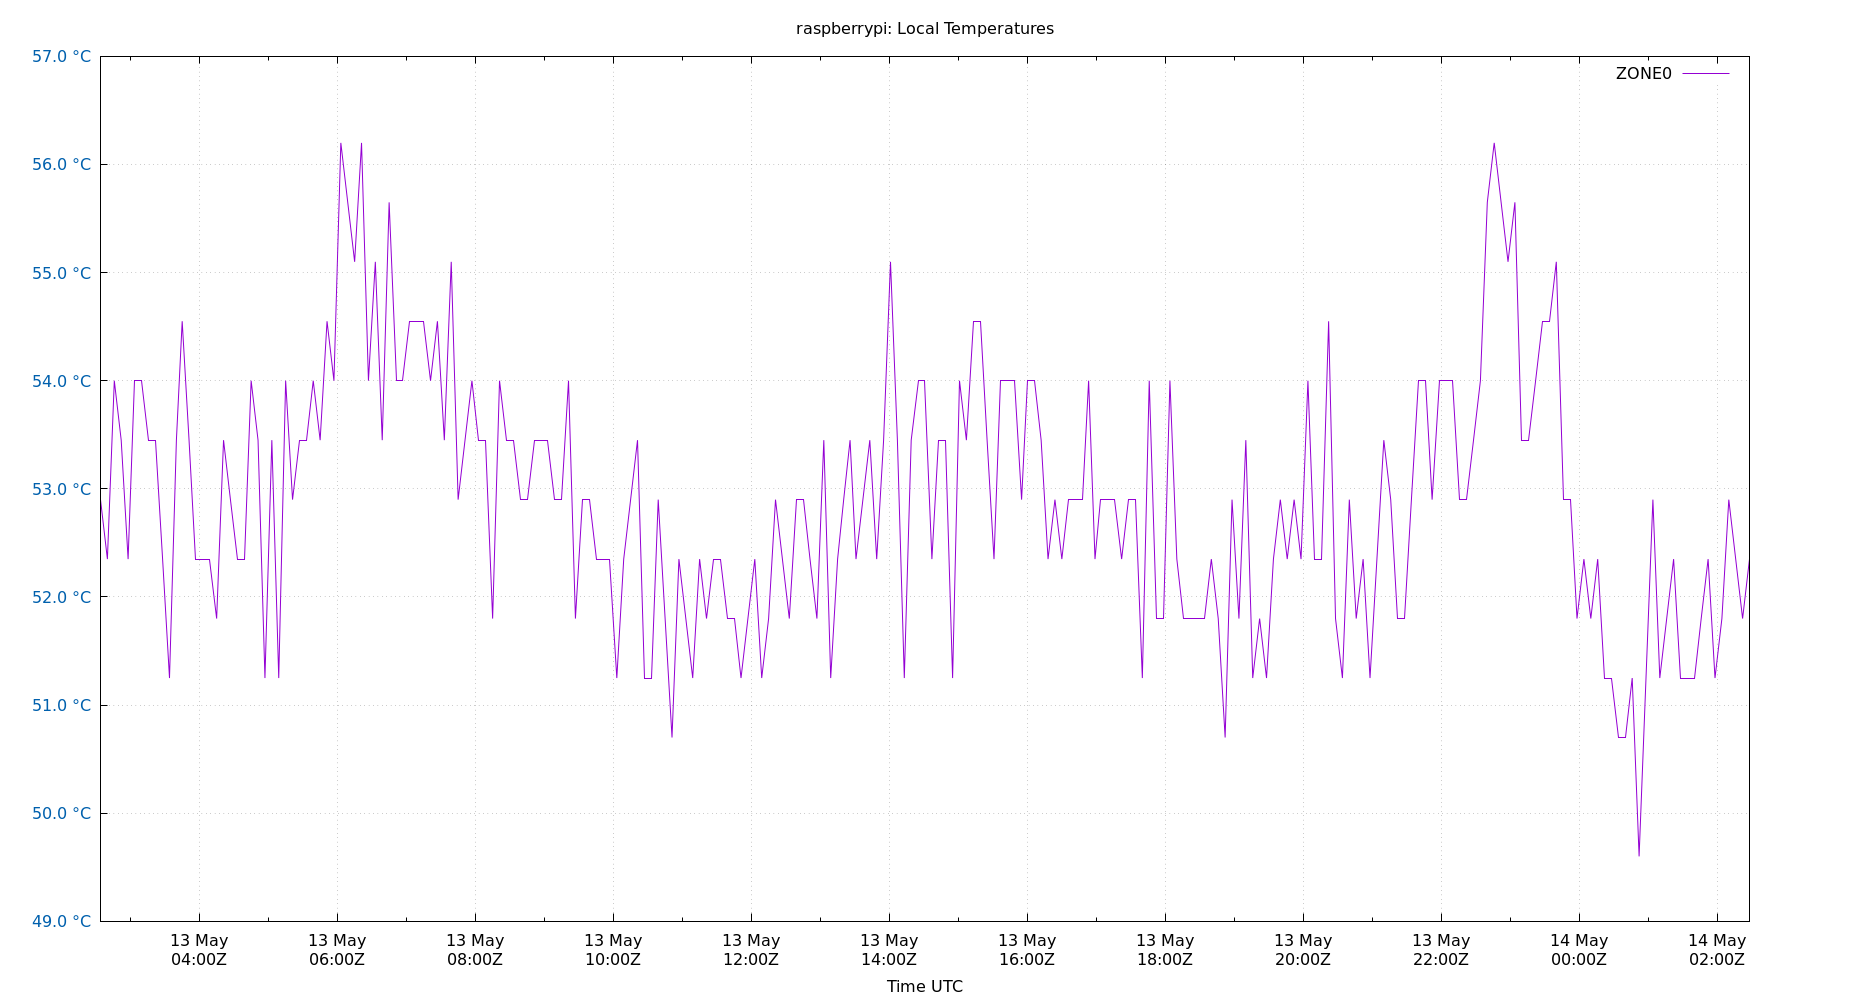 raspberrypi: Local Temperatures
57.0 °C
ZONE0
56.0 °C
55.0 °C
54.0 °C
53.0 °C
52.0 °C
51.0 °C
50.0 °C
49.0 °C
13 May 13 May 13 May 13 May 13 May 13 May 13 May 13 May 13 May 13 May 14 May 14 May
04:00Z 06:00Z 08:00Z 10:00Z 12:00Z 14:00Z 16:00Z 18:00Z 20:00Z 22:00Z 00:00Z 02:00Z
Time UTC